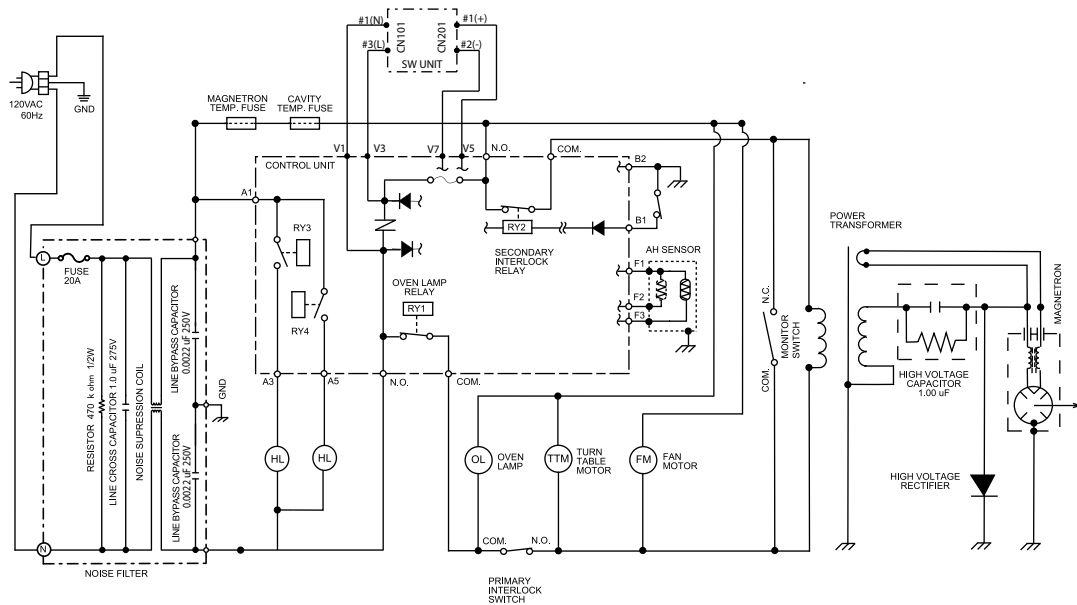 #1(N)
CN101
CN201
#1(+)
#3(L)
#2(-)
SW UNIT
120VAC
60Hz
GND
MAGNETRON
TEMP. FUSE
CAVITY
TEMP. FUSE
V1
V3
V7
V5
N.O.
COM.
CONTROL UNIT
B2
A1
RY3
RY2
B1
SECONDARY
INTERLOCK
RELAY
AH SENSOR
POWER
TRANSFORMER
L
FUSE
20A
F1
F2
F3
OVEN LAMP
RELAY
RY1
RY4
N.C.
MONITOR
SWITCH
COM.
MAGNETRON
HIGH VOLTAGE
CAPACITOR
1.00 uF
RESISTOR 470 k ohm 1/2W
LINE CROSS CAPACITOR 1.0 uF 275V
NOISE SUPRESSION COIL
LINE BYPASS CAPACITOR
0.0022 uF 250V
GND
LINE BYPASS CAPACITOR
0.0022 uF 250V
A3
A5
N.O.
COM.
HL
HL
OL
OVEN
LAMP
TTM
TURN
TABLE
MOTOR
FM
FAN
MOTOR
HIGH VOLTAGE
RECTIFIER
N
COM.
N.O.
NOISE FILTER
PRIMARY
INTERLOCK
SWITCH